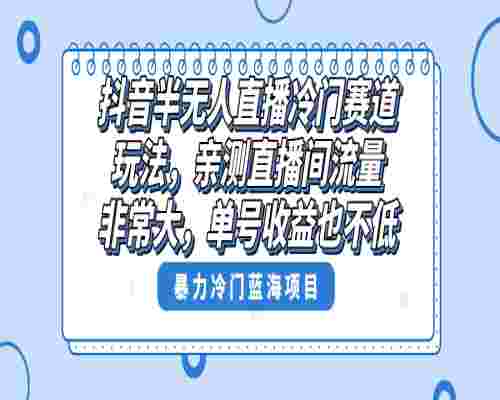 抖音半无人直播冷门赛道
玩法，亲测直播间流量
非常大，单号收益也不低
暴力冷门蓝海项目